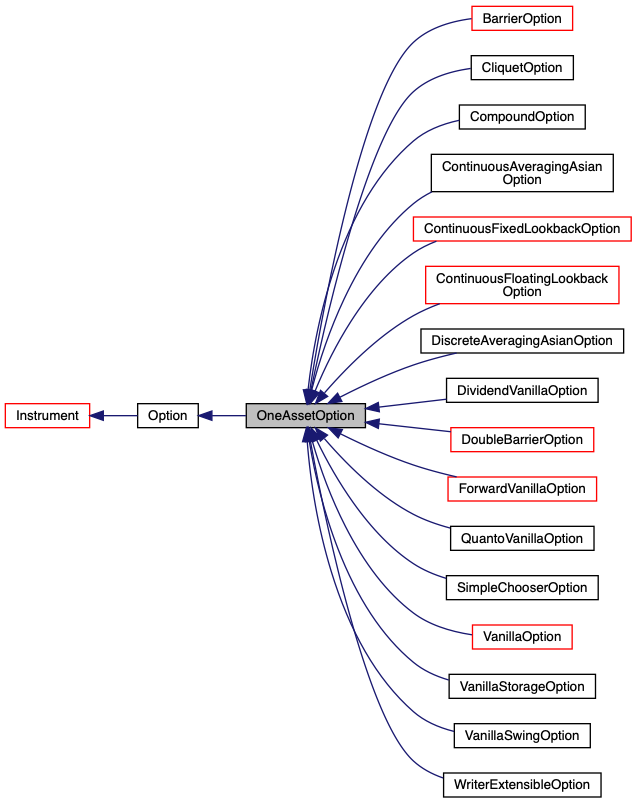 BarrierOption
CliquetOption
CompoundOption
ContinuousAveragingAsian
Option
ContinuousFixedLookbackOption
ContinuousFloatingLookback
Option
DiscreteAveragingAsianOption
DividendVanillaOption
Instrument
Option
OneAssetOption
DoubleBarrierOption
ForwardVanillaOption
QuantoVanillaOption
SimpleChooserOption
VanillaOption
VanillaStorageOption
VanillaSwingOption
WriterExtensibleOption